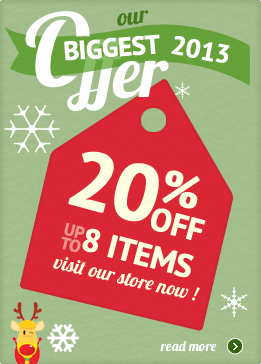 our
BIGGEST 2013
Offer
20% OFF
UP TO 8 ITEMS
visit our store now !
read more